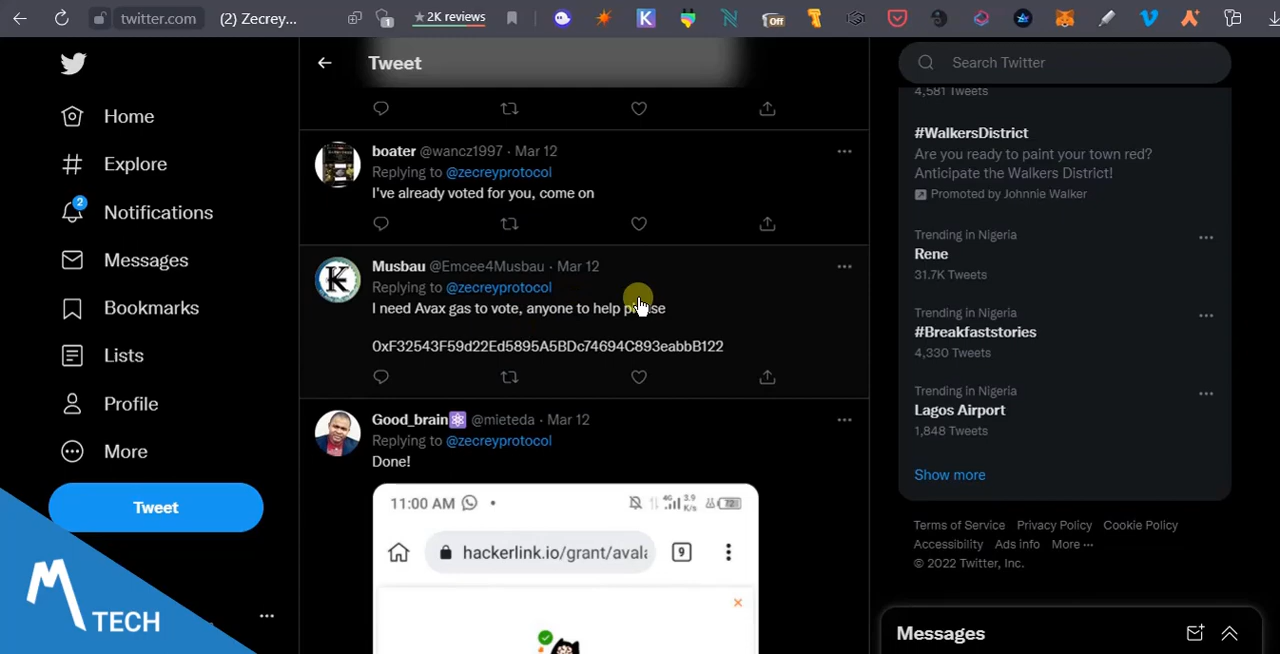 twitter.com
(2) Zecrey...
1
2K reviews
Off
Tweet
Search Twitter
4,581 Tweets
#WalkersDistrict
Are you ready to paint your town red?
Anticipate the Walkers District!
Promoted by Johnnie Walker
Trending in Nigeria
Rene
31.7K Tweets
Trending in Nigeria
#Breakfaststories
4,330 Tweets
Trending in Nigeria
Lagos Airport
1,848 Tweets
Show more
Terms of Service Privacy Policy Cookie Policy
Accessibility Ads info More ...
© 2022 Twitter, Inc.
Messages
Home
Explore
2
Notifications
Messages
Bookmarks
Lists
Profile
More
Tweet
M TECH
boater @wancz1997 · Mar 12
Replying to @zecreyprotocol
I've already voted for you, come on
K
Musbau @Emcee4Musbau · Mar 12
Replying to @zecreyprotocol
I need Avax gas to vote, anyone to help please
0xF32543F59d22Ed5895A5BDc74694C893eabbB122
Good_brain @mieteda · Mar 12
Replying to @zecreyprotocol
Done!
11:00 AM
4G 3.9 K/s 72
hackerlink.io/grant/avala
9